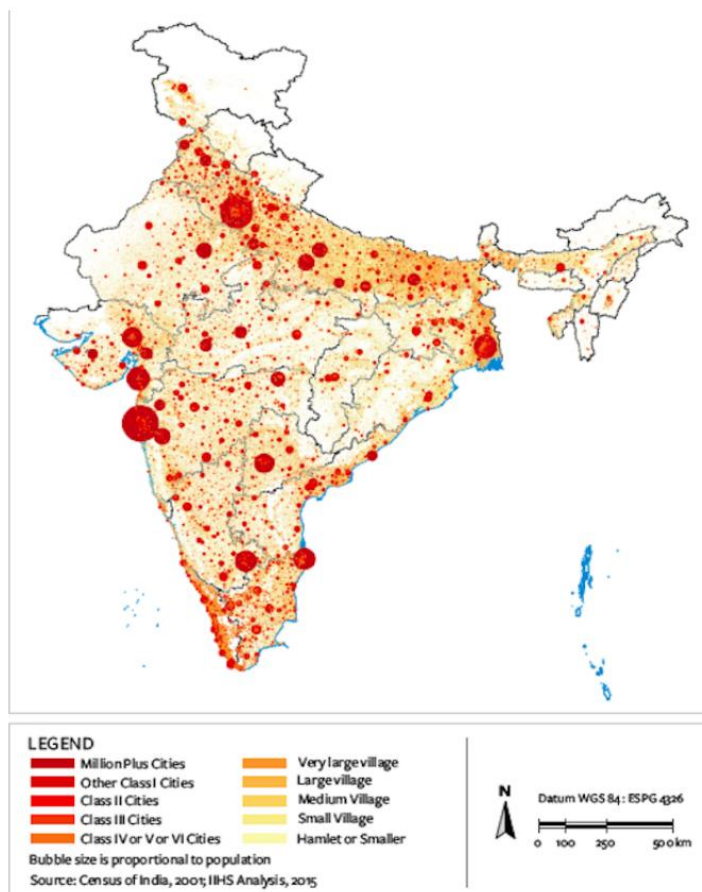 LEGEND
Million Plus Cities
Other Class I Cities
Class II Cities
Class III Cities
Class IV or V or VI Cities
Very large village
Large village
Medium Village
Small Village
Hamlet or Smaller
Bubble size is proportional to population
Source: Census of India, 2001; IIHS Analysis, 2015
N
Datum WGS 84: ESPG 4326
0 100 250 500 km